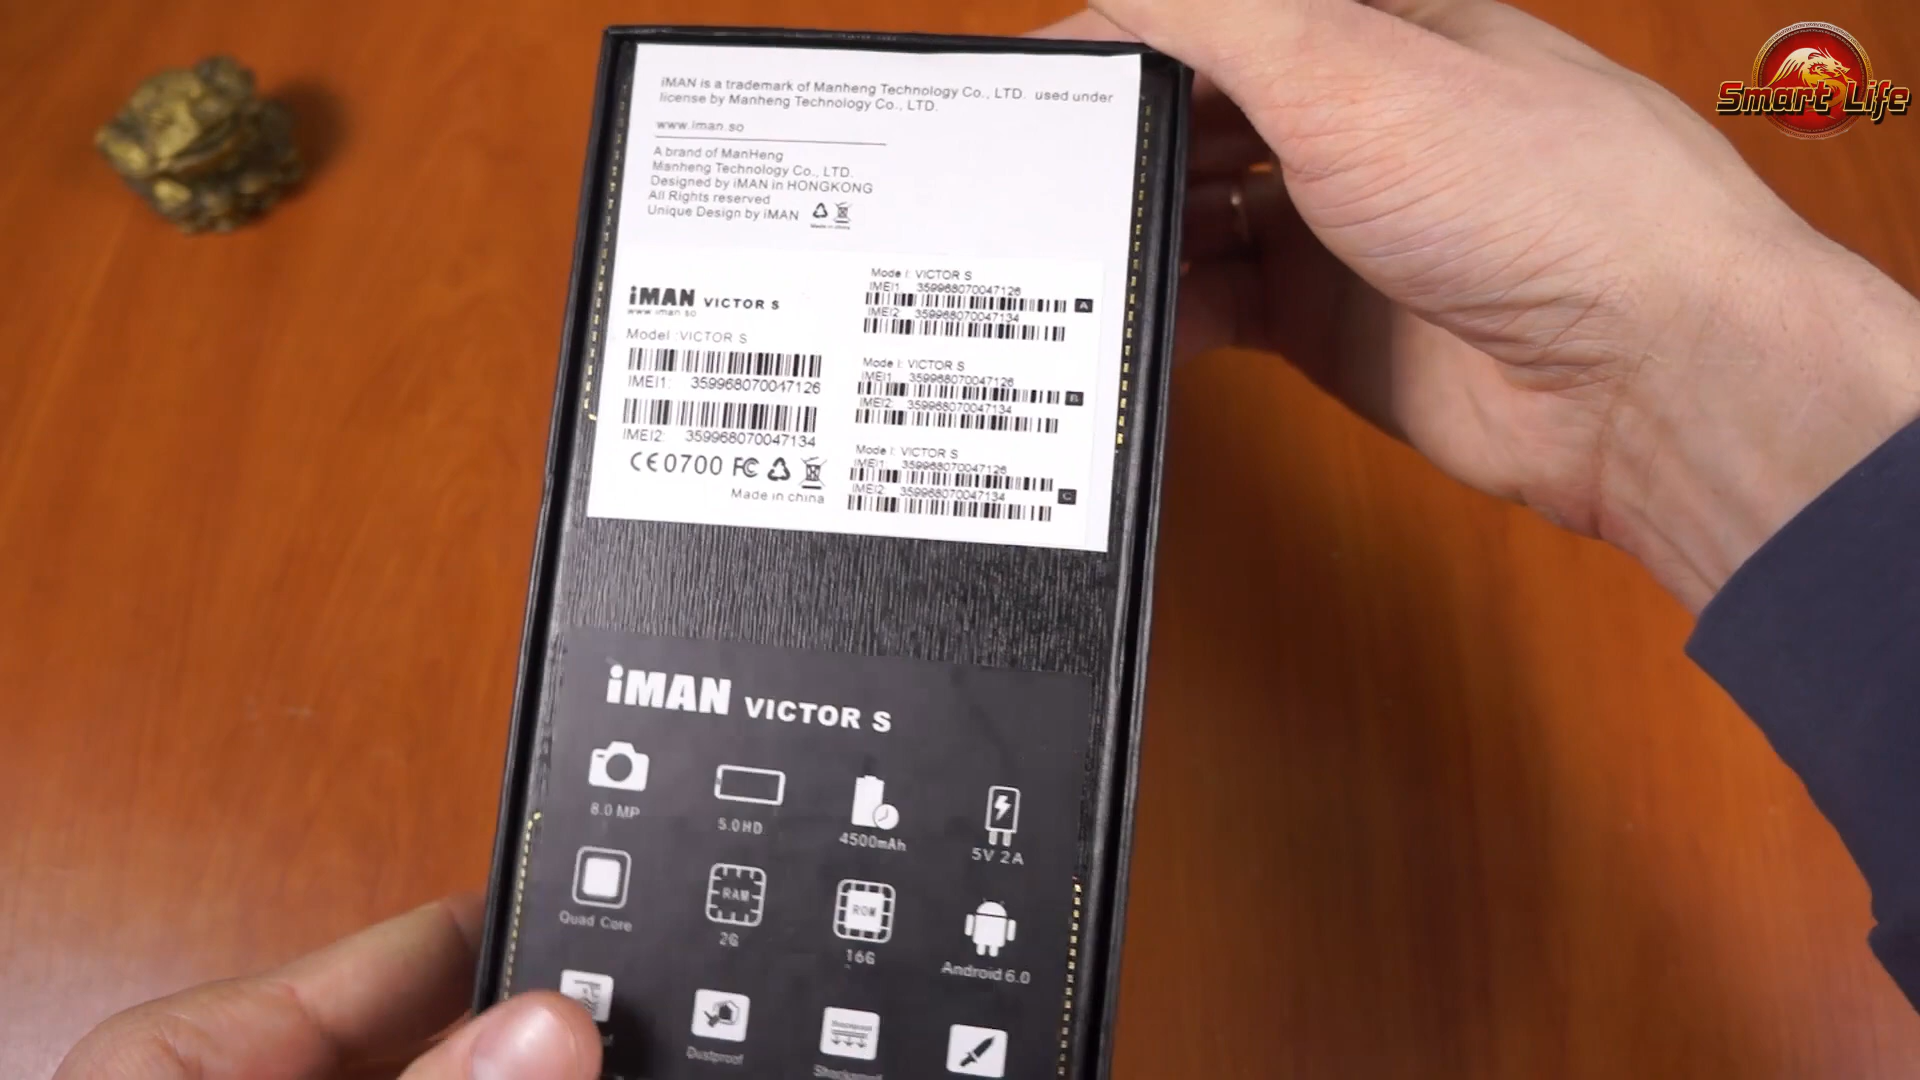 Smart Life
iMAN is a trademark of Manheng Technology Co., LTD. used under
license by Manheng Technology Co., LTD.
www.iman.so
A brand of ManHeng
Manheng Technology Co., LTD.
Designed by iMAN in HONGKONG
All Rights reserved
Unique Design by iMAN
Made in china
iMAN VICTOR S
www.iman.so
Model :VICTOR S
IMEI1: 359968070047126
IMEI2: 359968070047134
CE0700 FC
Made in china
Mode l: VICTOR S
IMEI1 359968070047126
A
IMEI2: 359968070047134
Mode l: VICTOR S
IMEI1: 359968070047126
B
IMEI2: 359968070047134
Mode l: VICTOR S
IMEI1: 359968070047126
C
IMEI2 359968070047134
iMAN VICTOR S
8.0 MP
5.0HD
4500mAh
5V 2A
Quad Core
RAM
2G
ROM
16G
Android 6.0
Dustproof
Shockproof